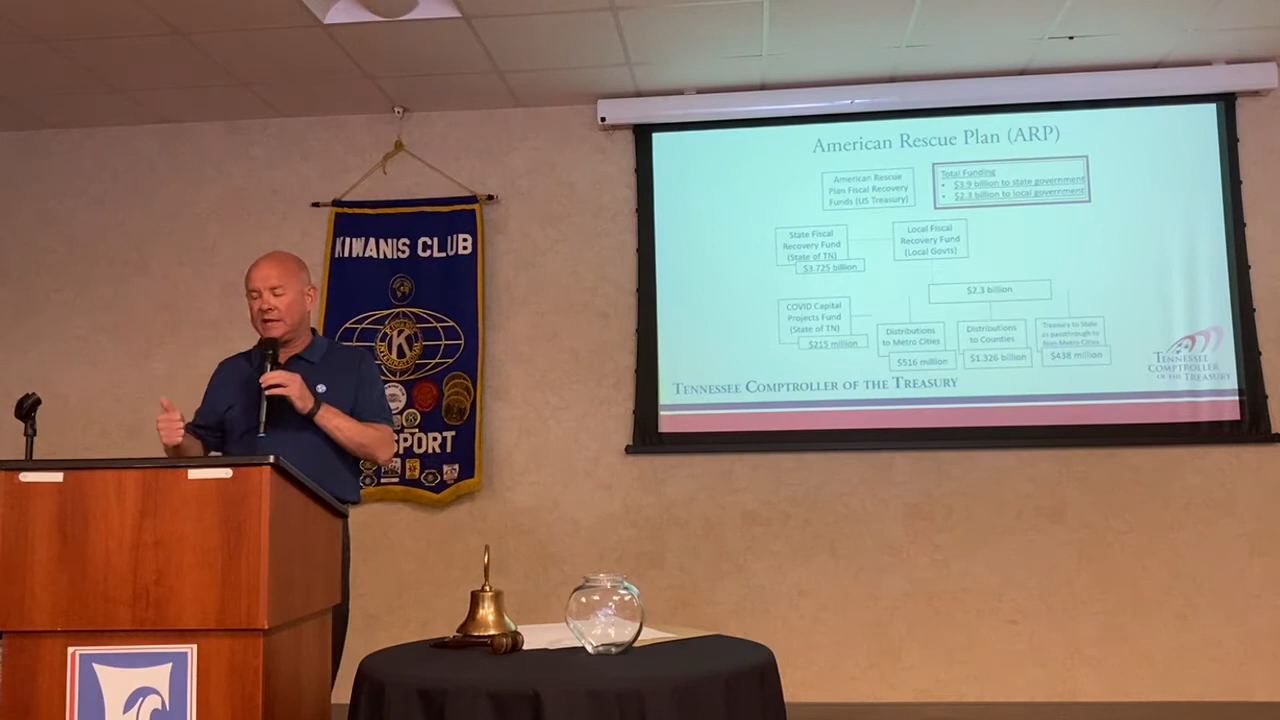 KIWANIS CLUB
K
KIWANIS
INTERNATIONAL
SPORT
American Rescue Plan (ARP)
American Rescue
Plan Fiscal Recovery
Funds (US Treasury)
Total Funding
• $3.9 billion to state government
• $2.3 billion to local government
State Fiscal
Recovery Fund
(State of TN)
$3.725 billion
Local Fiscal
Recovery Fund
(Local Govts)
$2.3 billion
COVID Capital
Projects Fund
(State of TN)
$215 million
Distributions
to Metro Cities
$516 million
Distributions
to Counties
$1.326 billion
Treasury to State
as passthrough to
Non-Metro Cities
$438 million
TENNESSEE COMPTROLLER OF THE TREASURY
TENNESSEE
COMPTROLLER
OF THE TREASURY